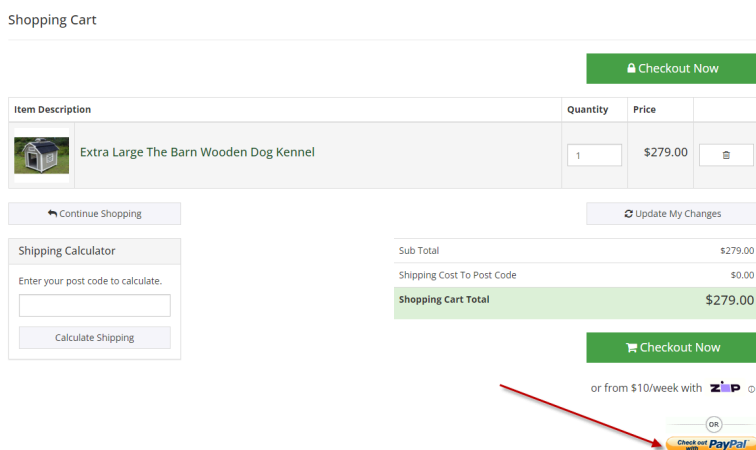 Shopping Cart
Checkout Now
Item Description Quantity Price
Extra Large The Barn Wooden Dog Kennel 1 $279.00
Continue Shopping Update My Changes
Shipping Calculator
Enter your post code to calculate.
Calculate Shipping
Sub Total $279.00
Shipping Cost To Post Code $0.00
Shopping Cart Total $279.00
Checkout Now
or from $10/week with Zip
OR
Check out with PayPal